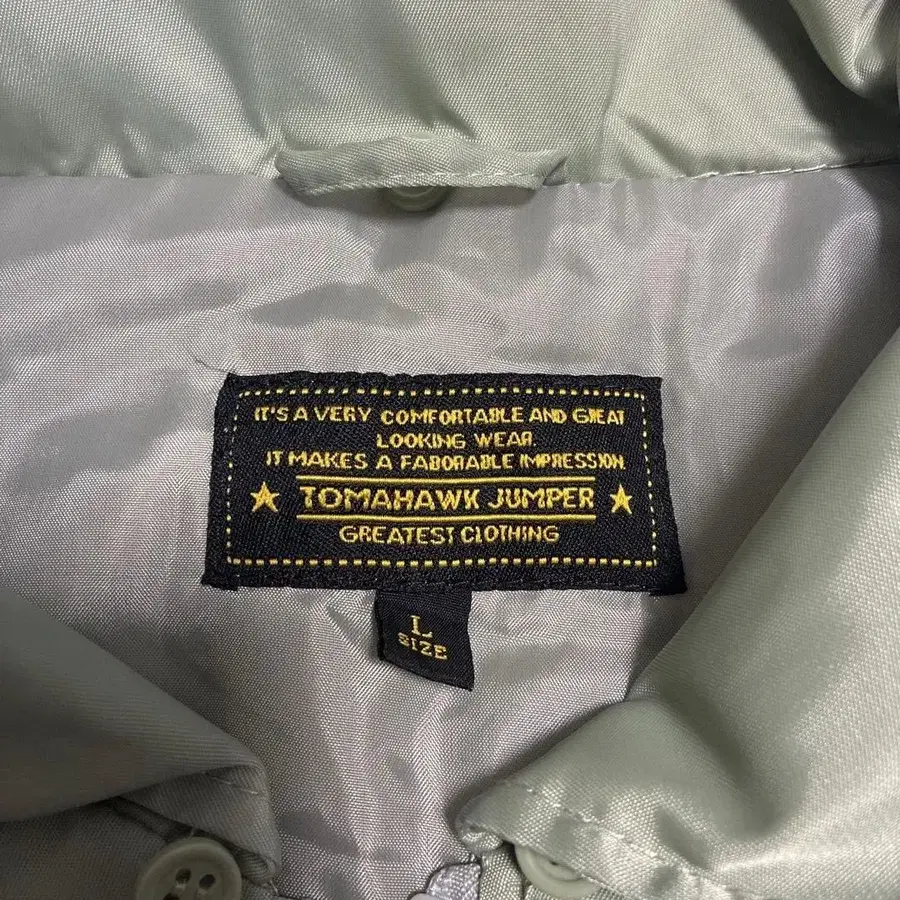 IT'S A VERY COMFORTABLE AND GREAT
LOOKING WEAR.
IT MAKES A FABORABLE IMPRESSION
TOMAHAWK JUMPER
GREATEST CLOTHING
L
SIZE